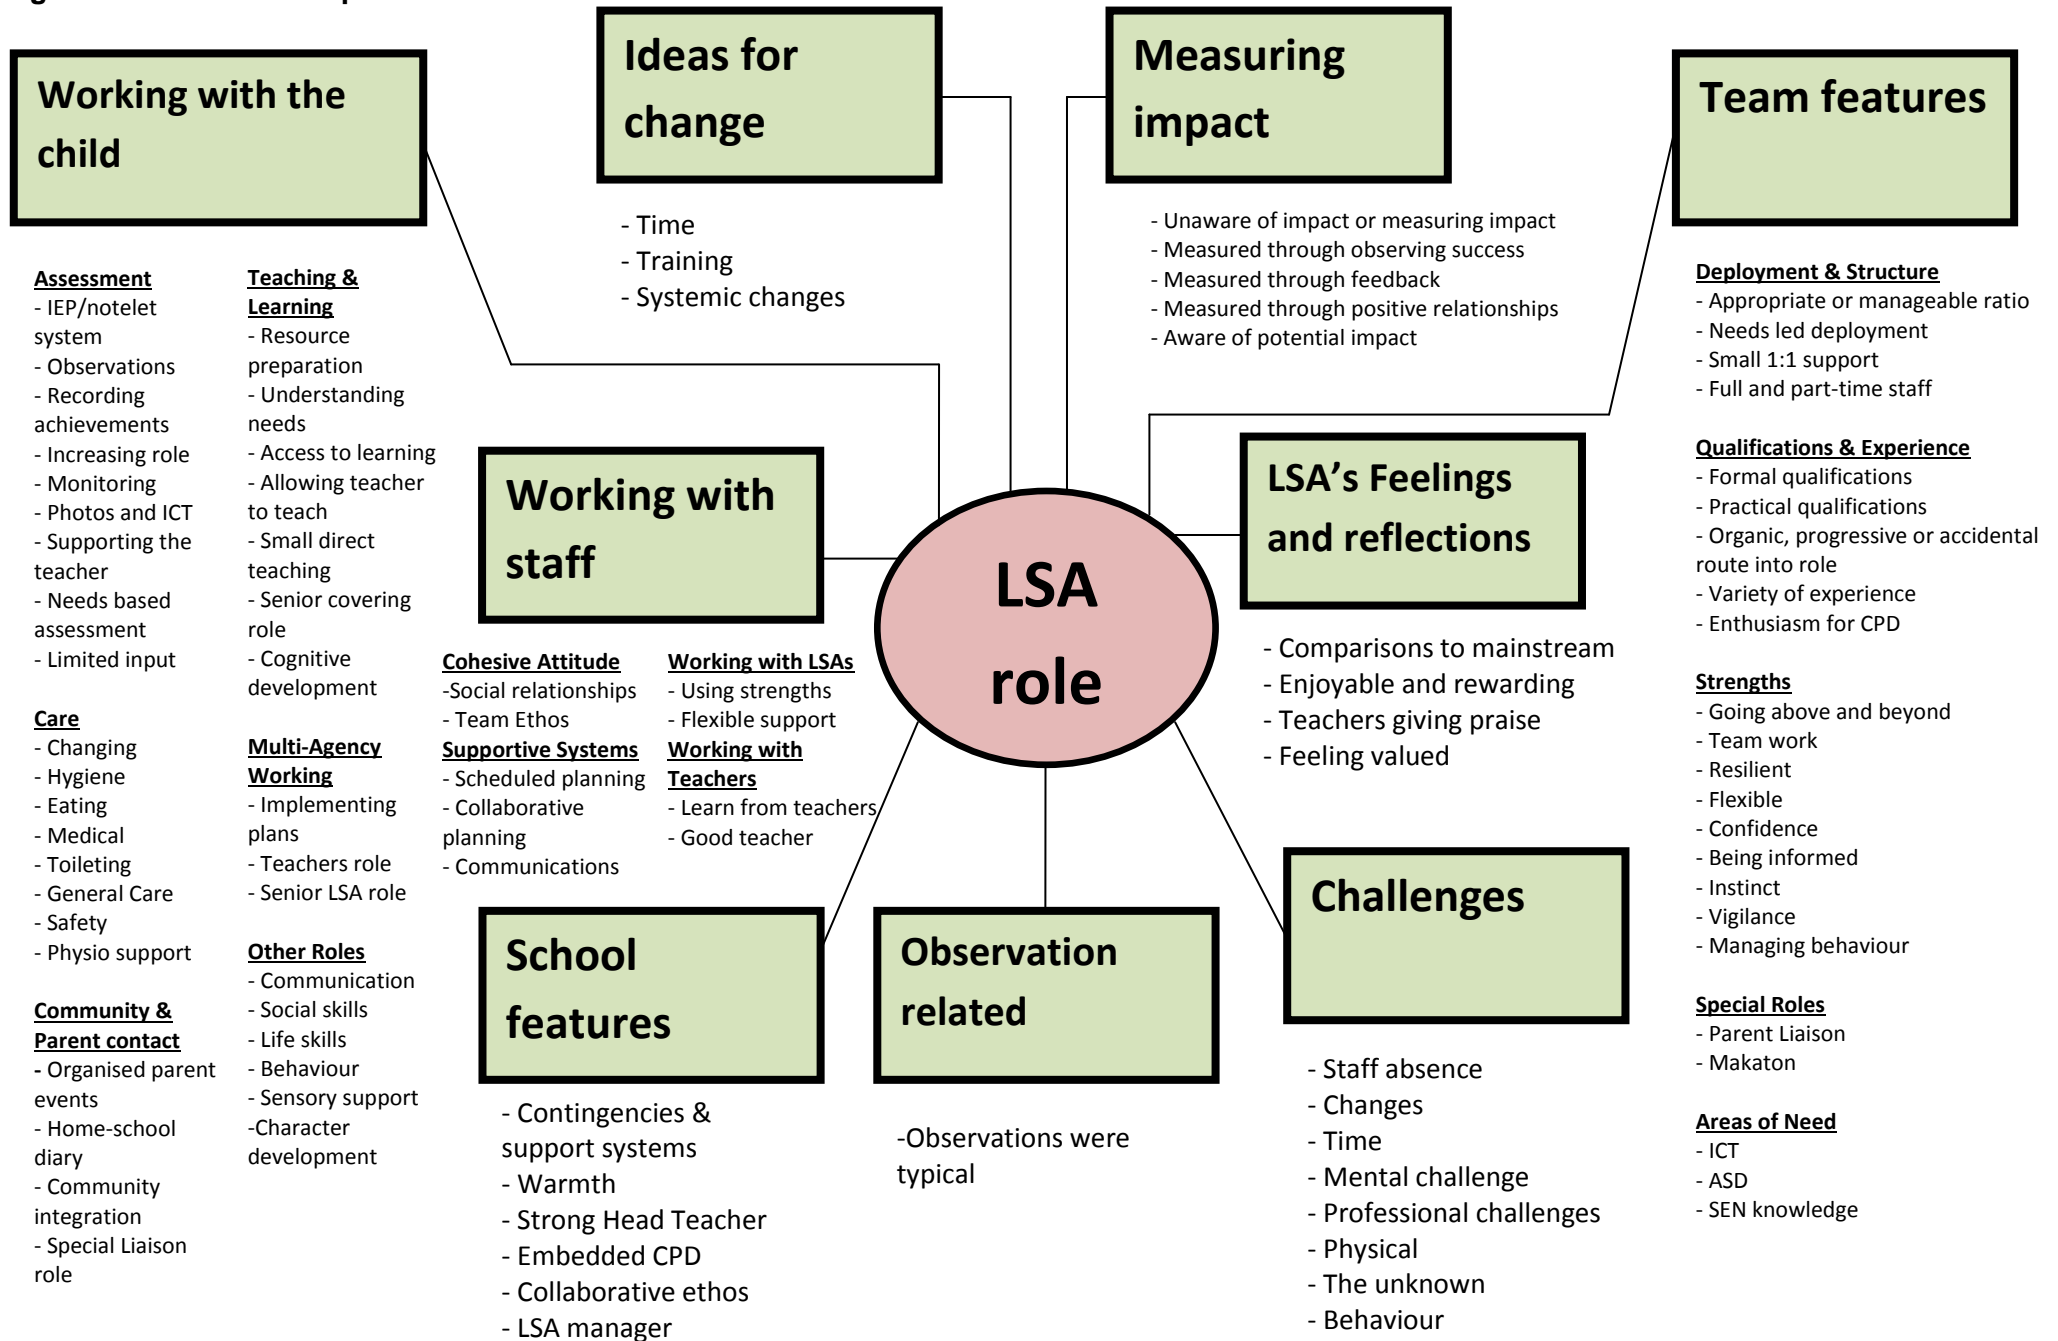 Working with the
child
Ideas for
change
Measuring
impact
Team features
- Time
- Training
- Systemic changes
- Unaware of impact or measuring impact
- Measured through observing success
- Measured through feedback
- Measured through positive relationships
- Aware of potential impact
Assessment
- IEP/notelet
system
- Observations
- Recording
achievements
- Increasing role
- Monitoring
- Photos and ICT
- Supporting the
teacher
- Needs based
assessment
- Limited input
Care
- Changing
- Hygiene
- Eating
- Medical
- Toileting
- General Care
- Safety
- Physio support
Community &
Parent contact
- Organised parent
events
- Home-school
diary
- Community
integration
- Special Liaison
role
Teaching &
Learning
- Resource
preparation
- Understanding
needs
- Access to learning
- Allowing teacher
to teach
- Small direct
teaching
- Senior covering
role
- Cognitive
development
Multi-Agency
Working
- Implementing
plans
- Teachers role
- Senior LSA role
Other Roles
- Communication
- Social skills
- Life skills
- Behaviour
- Sensory support
-Character
development
Working with
staff
Cohesive Attitude
-Social relationships
- Team Ethos
Supportive Systems
- Scheduled planning
- Collaborative
planning
- Communications
Working with LSAs
- Using strengths
- Flexible support
Working with
Teachers
- Learn from teachers
- Good teacher
LSA
role
LSA’s Feelings
and reflections
- Comparisons to mainstream
- Enjoyable and rewarding
- Teachers giving praise
- Feeling valued
School
features
- Contingencies &
support systems
- Warmth
- Strong Head Teacher
- Embedded CPD
- Collaborative ethos
- LSA manager
Observation
related
-Observations were
typical
Challenges
- Staff absence
- Changes
- Time
- Mental challenge
- Professional challenges
- Physical
- The unknown
- Behaviour
Deployment & Structure
- Appropriate or manageable ratio
- Needs led deployment
- Small 1:1 support
- Full and part-time staff
Qualifications & Experience
- Formal qualifications
- Practical qualifications
- Organic, progressive or accidental
route into role
- Variety of experience
- Enthusiasm for CPD
Strengths
- Going above and beyond
- Team work
- Resilient
- Flexible
- Confidence
- Being informed
- Instinct
- Vigilance
- Managing behaviour
Special Roles
- Parent Liaison
- Makaton
Areas of Need
- ICT
- ASD
- SEN knowledge